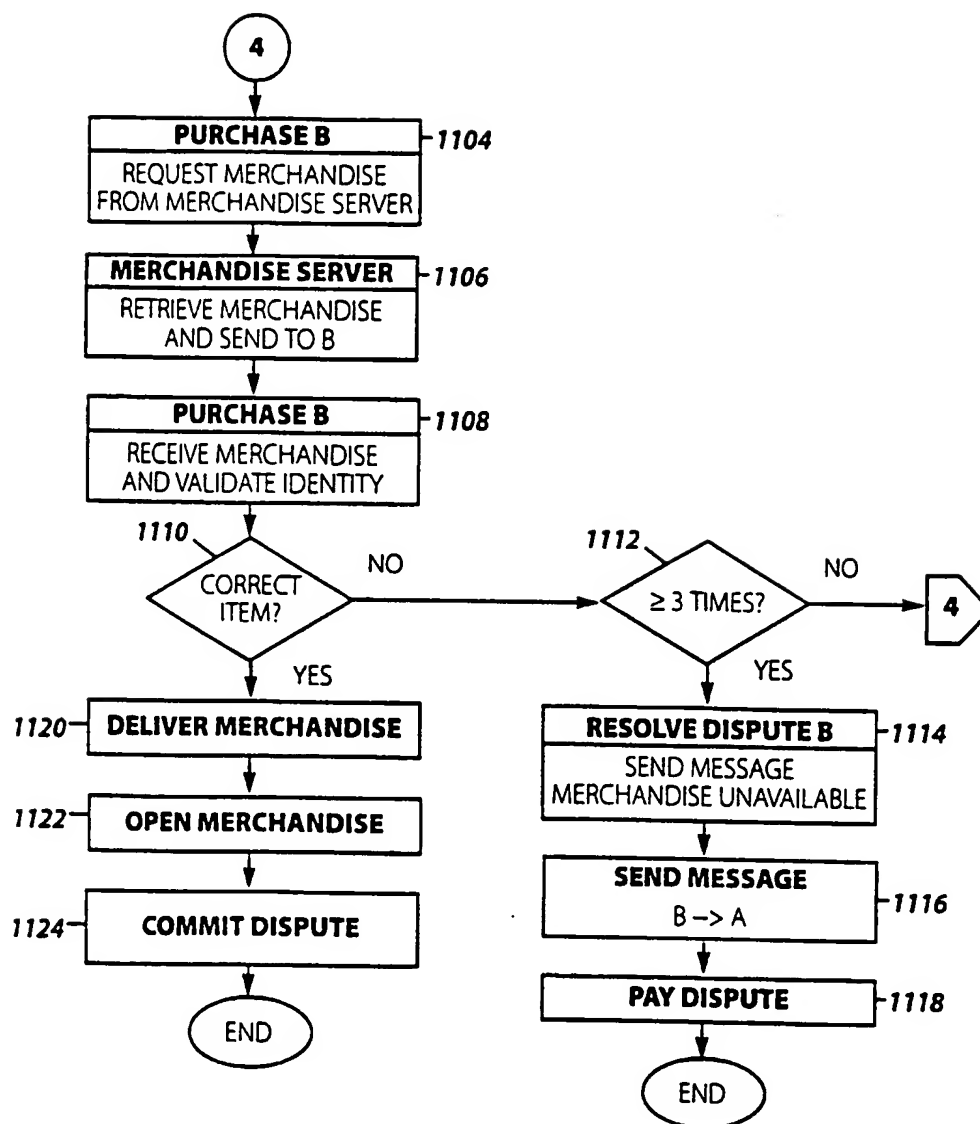 4
PURCHASE B
1104
REQUEST MERCHANDISE
FROM MERCHANDISE SERVER
MERCHANDISE SERVER
1106
RETRIEVE MERCHANDISE
AND SEND TO B
PURCHASE B
1108
RECEIVE MERCHANDISE
AND VALIDATE IDENTITY
1110
CORRECT
ITEM?
NO
YES
1112
≥ 3 TIMES?
NO
4
YES
1120
DELIVER MERCHANDISE
1122
OPEN MERCHANDISE
1124
COMMIT DISPUTE
END
RESOLVE DISPUTE B
1114
SEND MESSAGE
MERCHANDISE UNAVAILABLE
SEND MESSAGE
1116
B –> A
PAY DISPUTE
1118
END